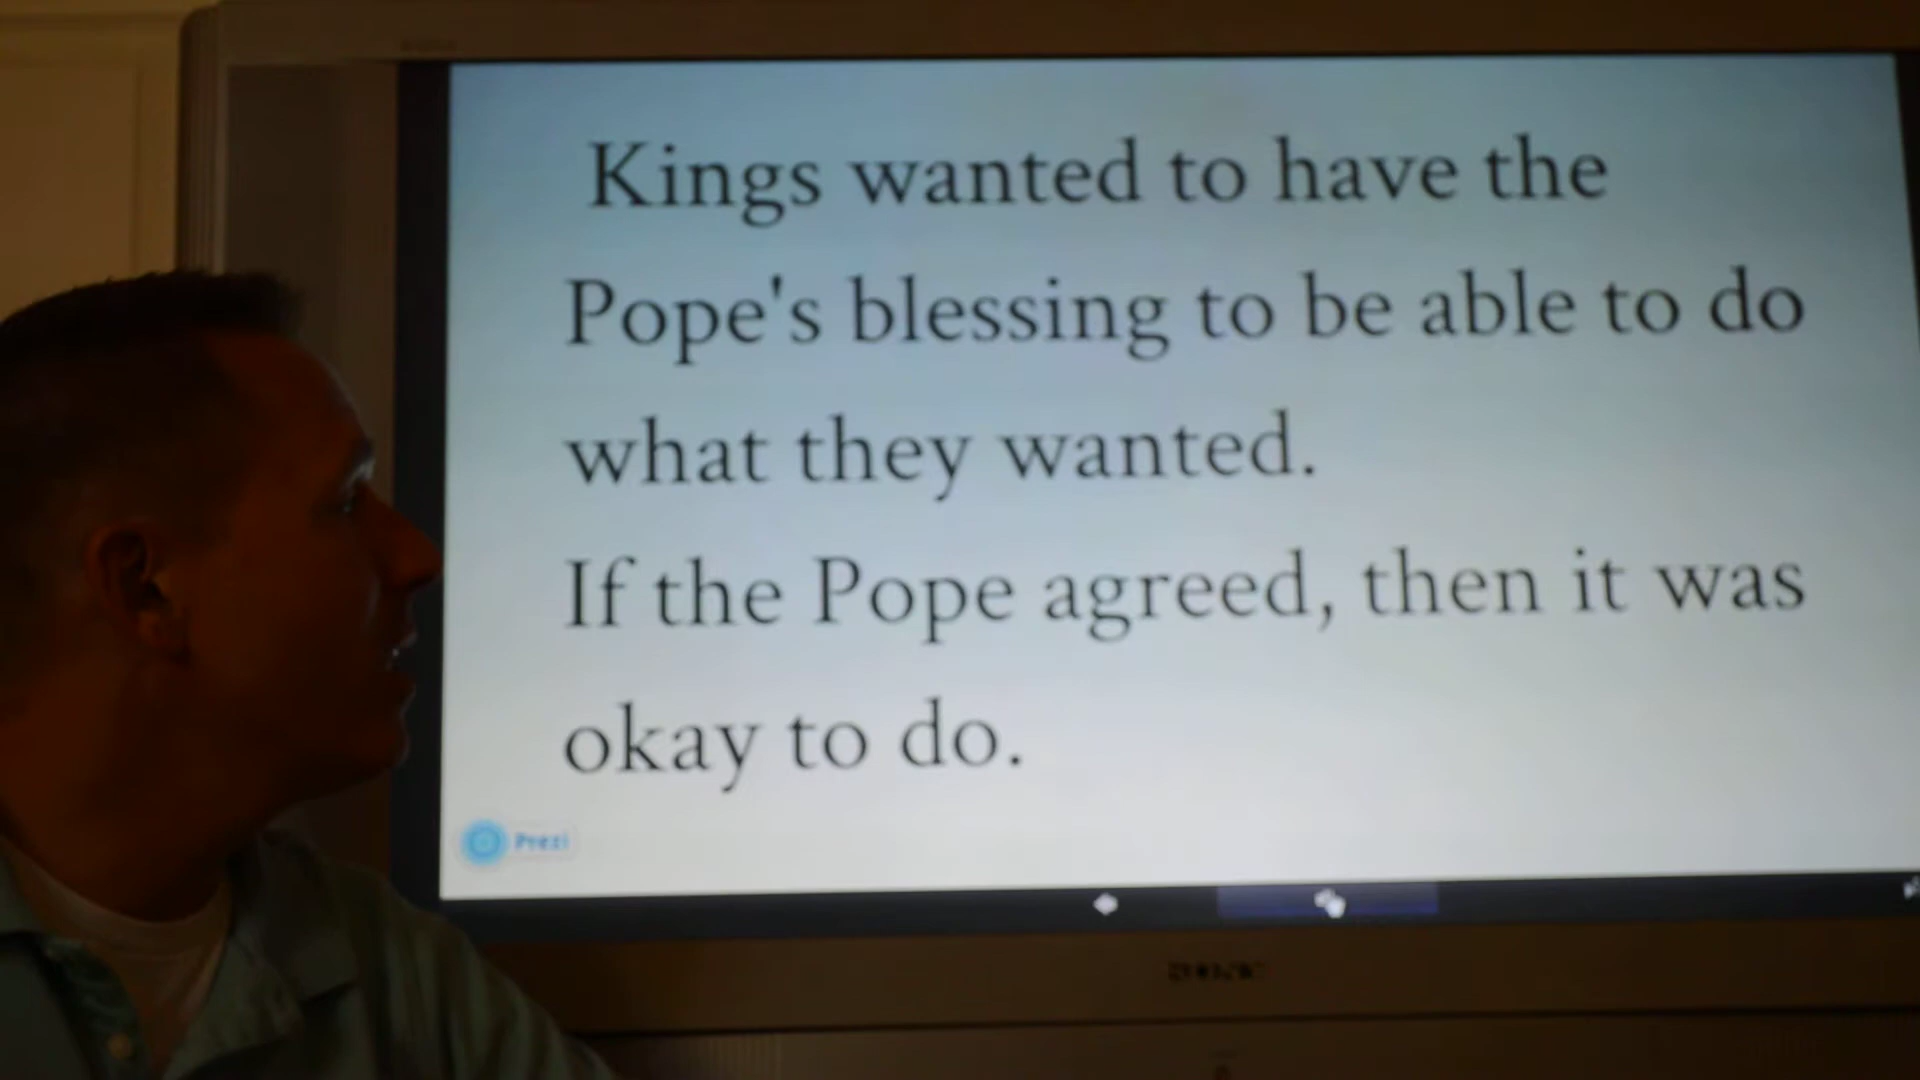 Kings wanted to have the
Pope's blessing to be able to do
what they wanted.
If the Pope agreed, then it was
okay to do.
Prezi
SONY